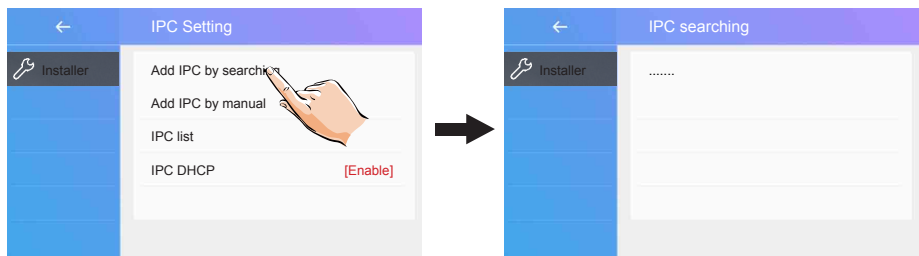 IPC Setting
Installer
Add IPC by searching
Add IPC by manual
IPC list
IPC DHCP [Enable]
IPC searching
Installer
.......